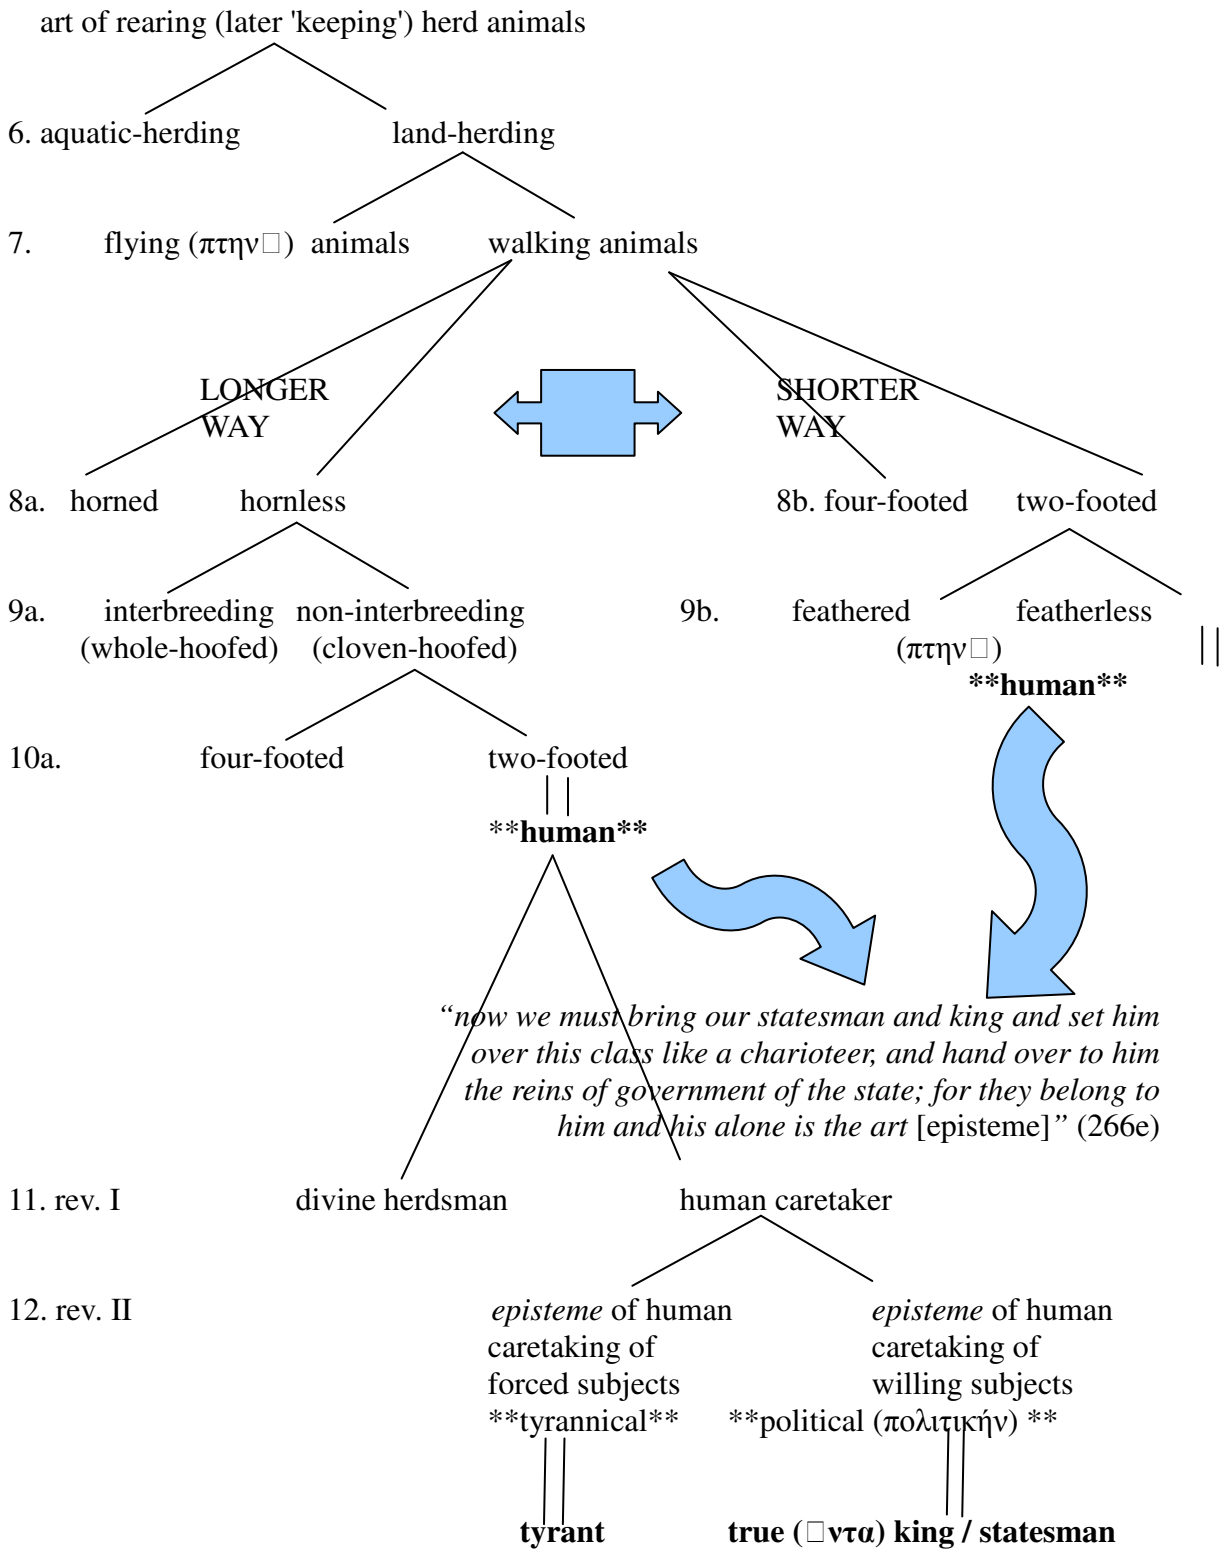 art of rearing (later 'keeping') herd animals
6. aquatic-herding land-herding
7. flying (πτην□) animals walking animals
LONGER WAY
SHORTER WAY
8a. horned hornless
8b. four-footed two-footed
9a. interbreeding non-interbreeding
(whole-hoofed) (cloven-hoofed)
9b. feathered featherless
(πτην□)
**human**
10a. four-footed two-footed
**human**
“now we must bring our statesman and king and set him
over this class like a charioteer, and hand over to him
the reins of government of the state; for they belong to
him and his alone is the art [episteme]” (266e)
11. rev. I divine herdsman human caretaker
12. rev. II
episteme of human
caretaking of
forced subjects
**tyrannical**
episteme of human
caretaking of
willing subjects
**political (πολιτικήν) **
tyrant
true (□ντα) king / statesman